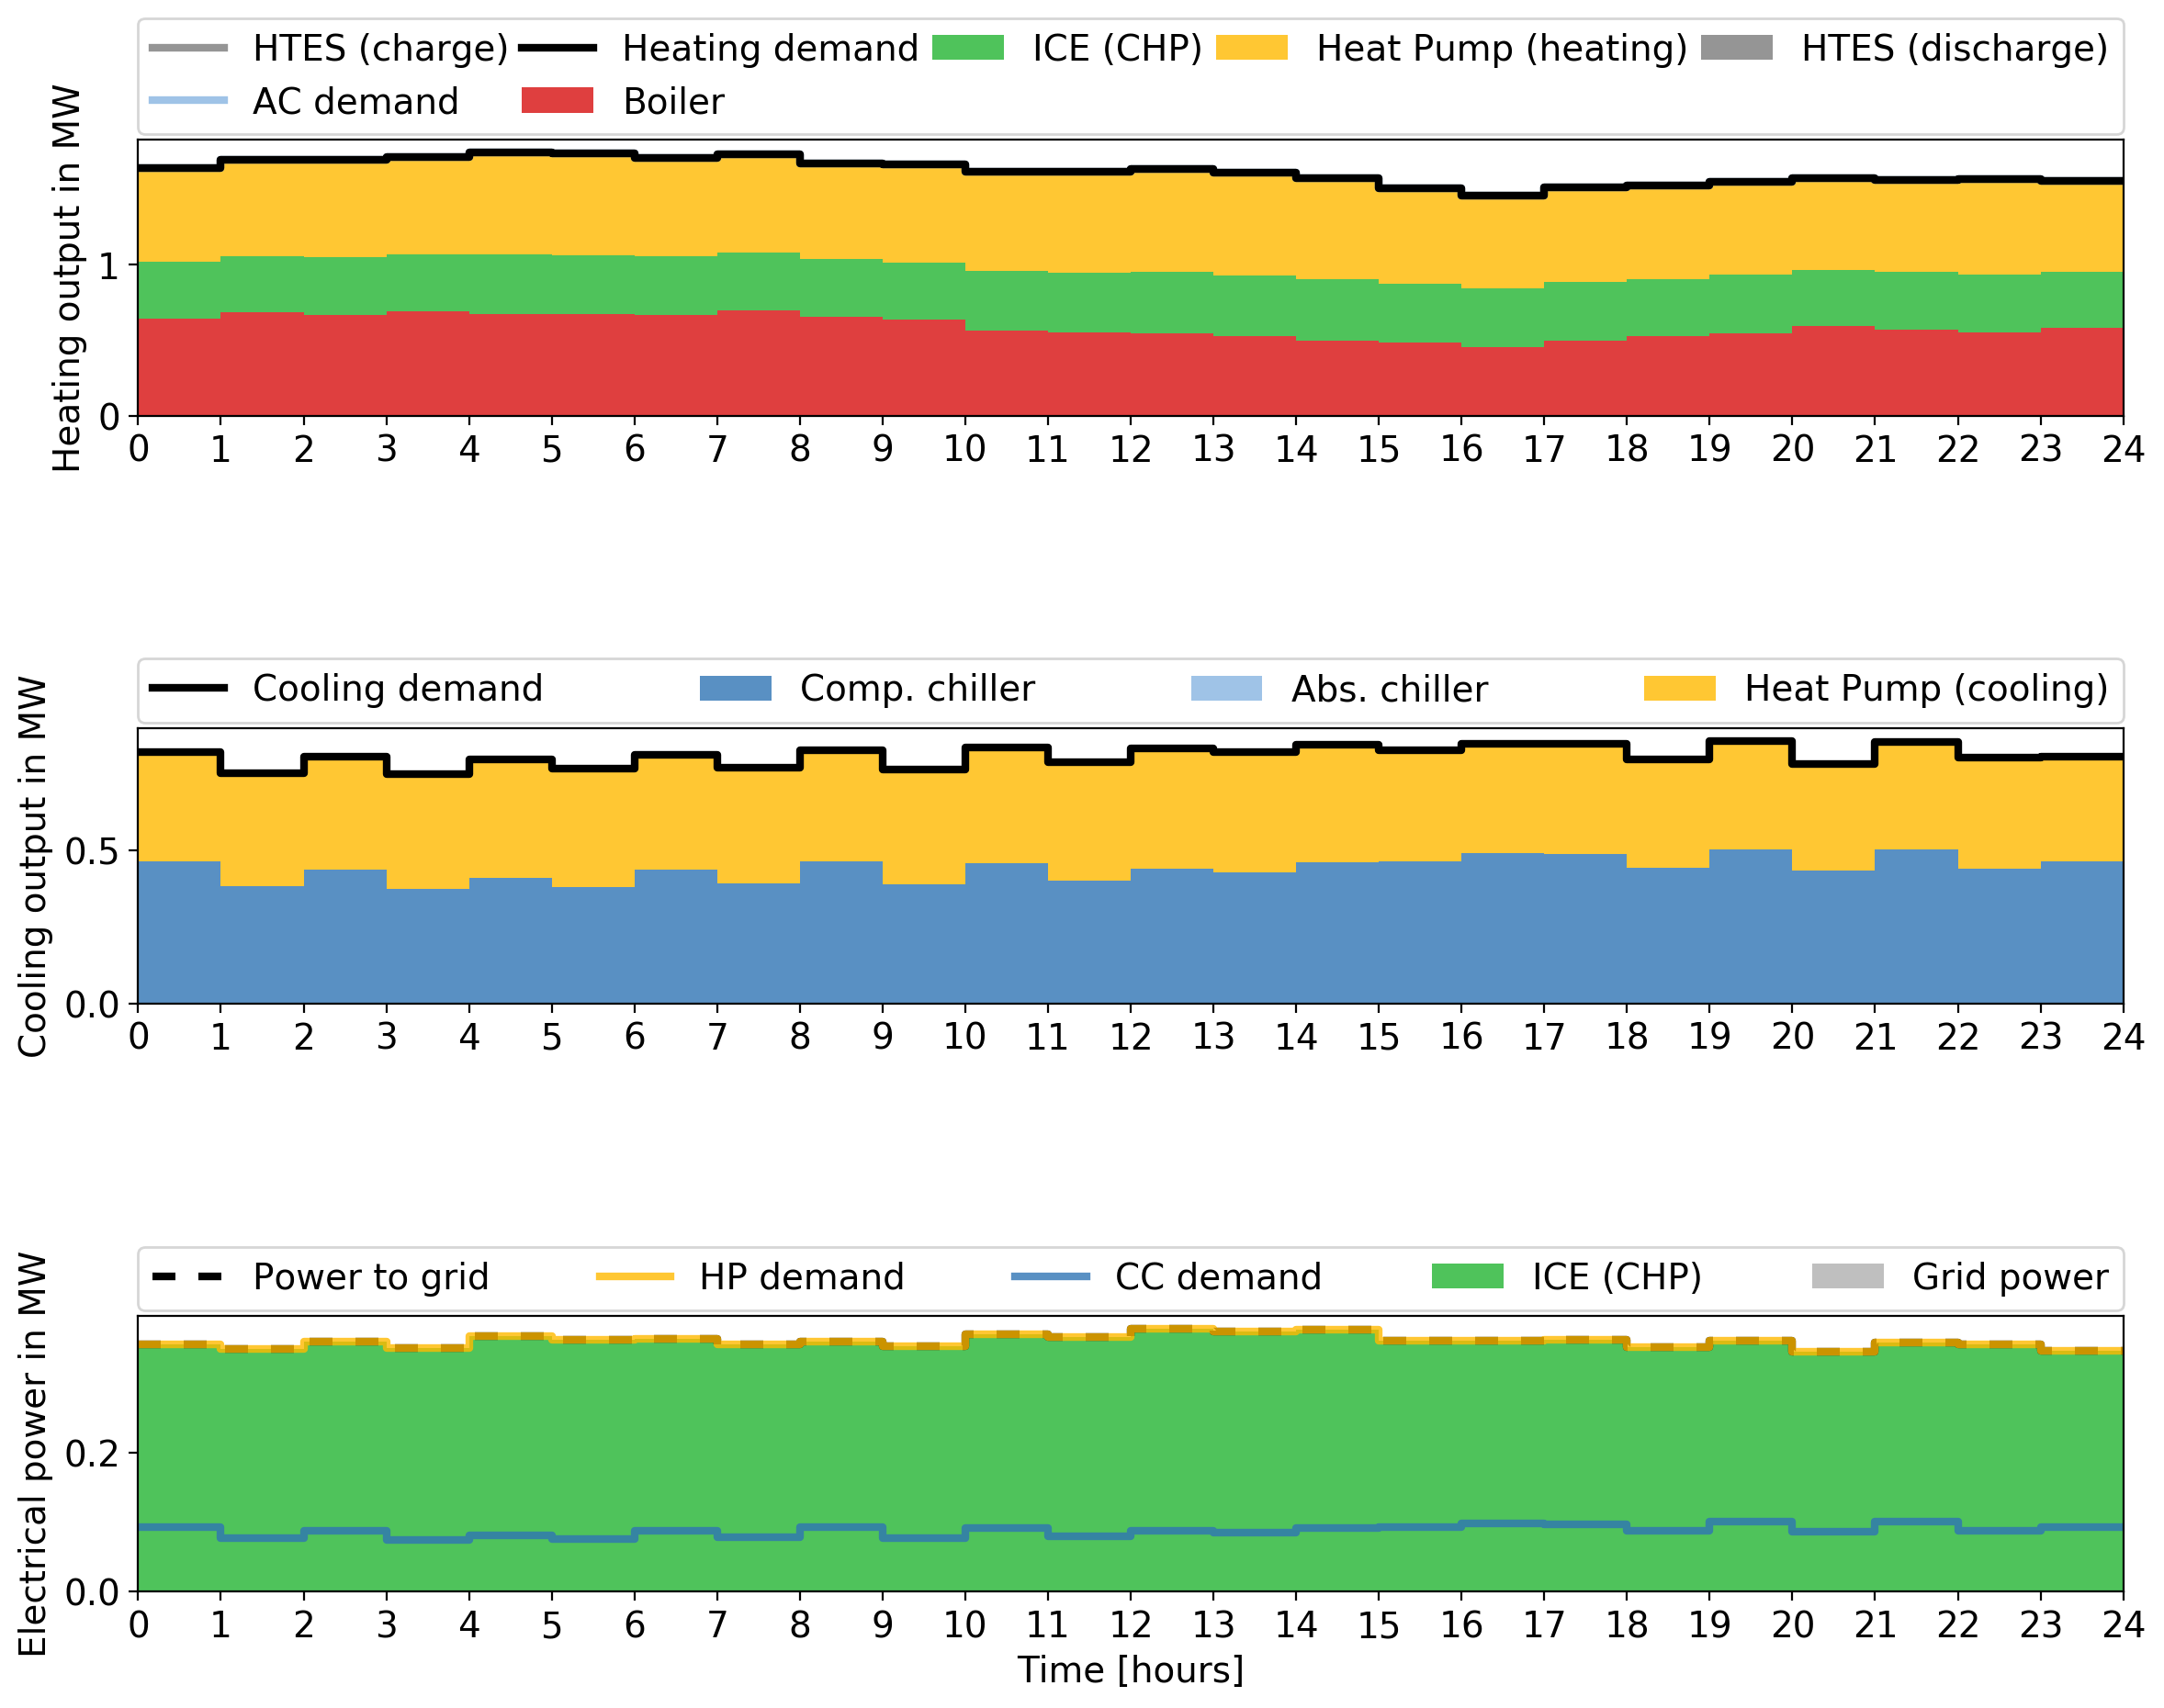 HTES (charge) Heating demand ICE (CHP) Heat Pump (heating) HTES (discharge)
AC demand Boiler
Heating output in MW
1
0
0 1 2 3 4 5 6 7 8 9 10 11 12 13 14 15 16 17 18 19 20 21 22 23 24
Cooling demand Comp. chiller Abs. chiller Heat Pump (cooling)
Cooling output in MW
0.5
0.0
0 1 2 3 4 5 6 7 8 9 10 11 12 13 14 15 16 17 18 19 20 21 22 23 24
Power to grid HP demand CC demand ICE (CHP) Grid power
Electrical power in MW
0.2
0.0
0 1 2 3 4 5 6 7 8 9 10 11 12 13 14 15 16 17 18 19 20 21 22 23 24
Time [hours]